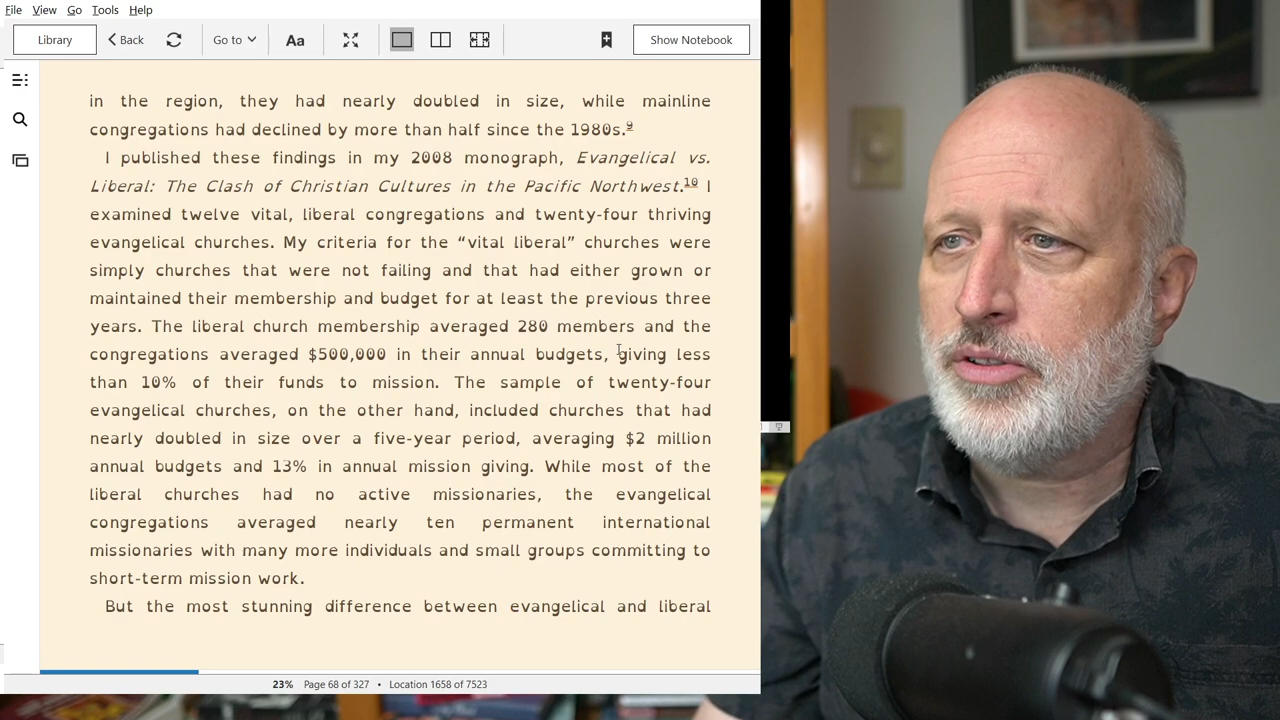 File View Go Tools Help
Library Back Go to Aa Show Notebook
in the region, they had nearly doubled in size, while mainline
congregations had declined by more than half since the 1980s.9
I published these findings in my 2008 monograph, Evangelical vs.
Liberal: The Clash of Christian Cultures in the Pacific Northwest.10 I
examined twelve vital, liberal congregations and twenty-four thriving
evangelical churches. My criteria for the “vital liberal” churches were
simply churches that were not failing and that had either grown or
maintained their membership and budget for at least the previous three
years. The liberal church membership averaged 280 members and the
congregations averaged $500,000 in their annual budgets, giving less
than 10% of their funds to mission. The sample of twenty-four
evangelical churches, on the other hand, included churches that had
nearly doubled in size over a five-year period, averaging $2 million
annual budgets and 13% in annual mission giving. While most of the
liberal churches had no active missionaries, the evangelical
congregations averaged nearly ten permanent international
missionaries with many more individuals and small groups committing to
short-term mission work.
But the most stunning difference between evangelical and liberal
23% Page 68 of 327 • Location 1658 of 7523